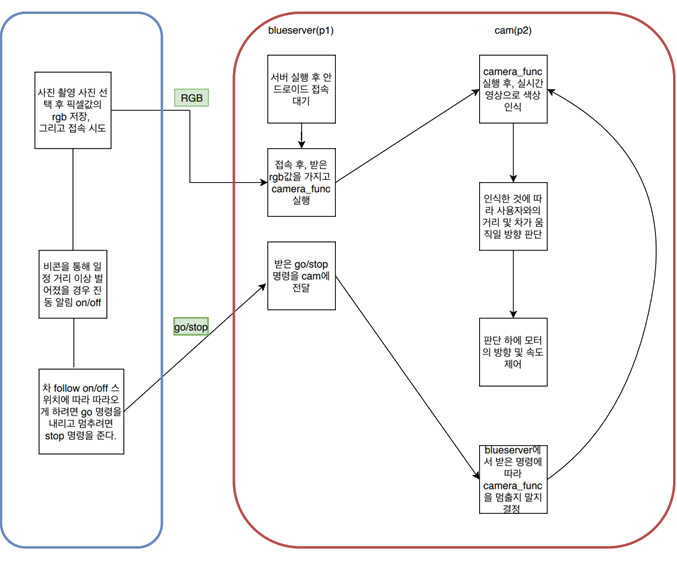 blueserver(p1)
cam(p2)
사진 촬영 사진 선
택 후 픽셀값의
rgb 저장,
그리고 접속 시도
RGB
서버 실행 후 안
드로이드 접속
대기
camera_func
실행 후, 실시간
영상으로 색상
인식
접속 후, 받은
rgb값을 가지고
camera_func
실행
인식한 것에 따
라 사용자와의
거리 및 차가 움
직일 방향 판단
비콘을 통해 일
정 거리 이상 벌
어졌을 경우 진
동 알림 on/off
받은 go/stop
명령을 cam에
전달
go/stop
판단 하에 모터
의 방향 및 속도
제어
차 follow on/off 스
위치에 따라 따라오
게 하려면 go 명령을
내리고 멈추려면
stop 명령을 준다.
blueserver에
서 받은 명령에
따라
camera_func
을 멈출지 말지
결정